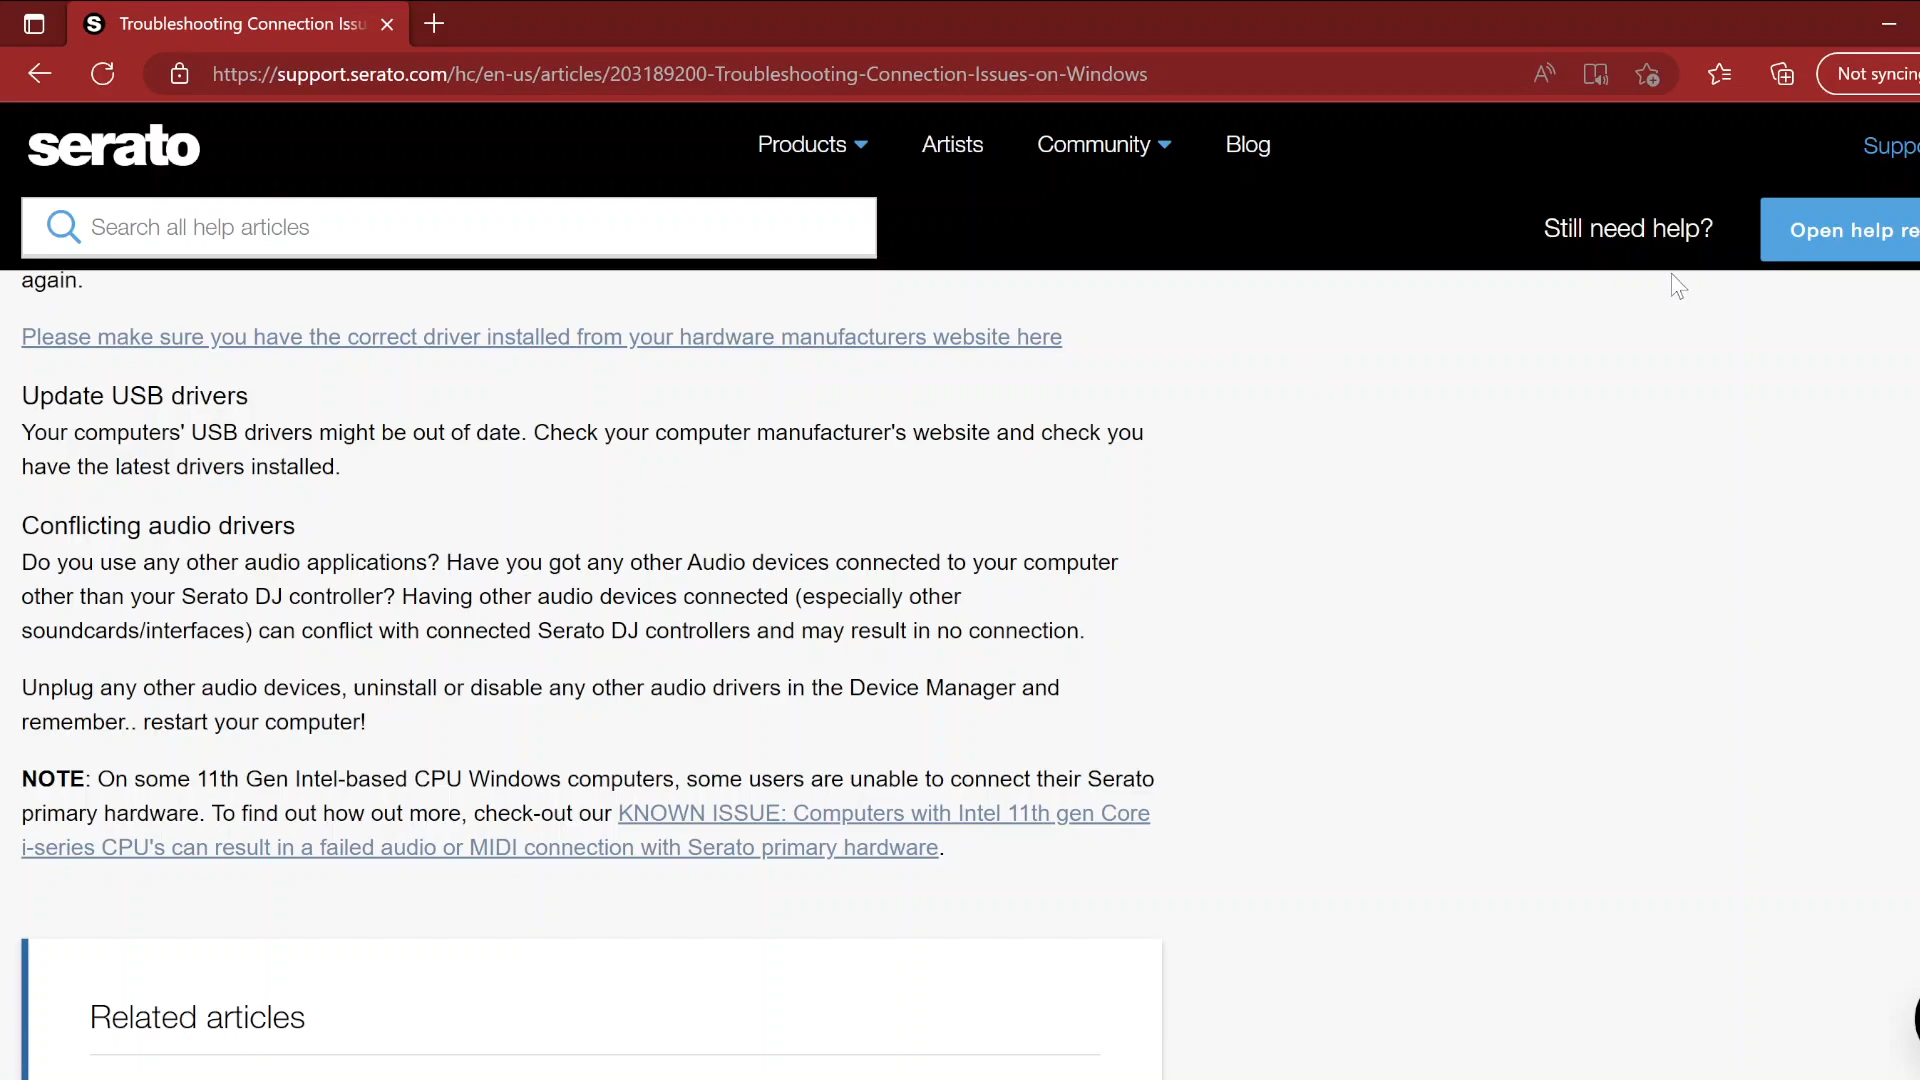 S Troubleshooting Connection Issu
https://support.serato.com/hc/en-us/articles/203189200-Troubleshooting-Connection-Issues-on-Windows
Not syncing
serato
Products
Artists
Community
Blog
Suppo
Search all help articles
Still need help?
Open help re
again.
Please make sure you have the correct driver installed from your hardware manufacturers website here
Update USB drivers
Your computers' USB drivers might be out of date. Check your computer manufacturer's website and check you
have the latest drivers installed.
Conflicting audio drivers
Do you use any other audio applications? Have you got any other Audio devices connected to your computer
other than your Serato DJ controller? Having other audio devices connected (especially other
soundcards/interfaces) can conflict with connected Serato DJ controllers and may result in no connection.
Unplug any other audio devices, uninstall or disable any other audio drivers in the Device Manager and
remember.. restart your computer!
NOTE: On some 11th Gen Intel-based CPU Windows computers, some users are unable to connect their Serato
primary hardware. To find out how out more, check-out our KNOWN ISSUE: Computers with Intel 11th gen Core
i-series CPU's can result in a failed audio or MIDI connection with Serato primary hardware.
Related articles